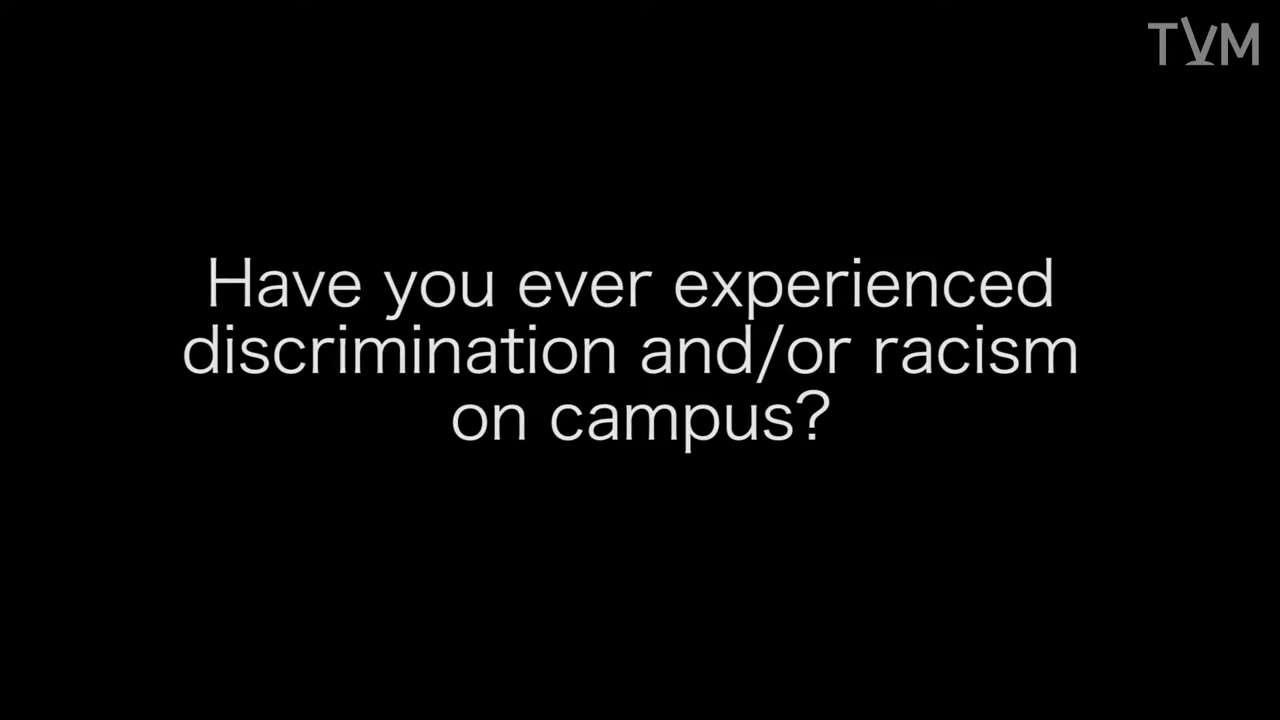 TVM
Have you ever experienced
discrimination and/or racism
on campus?